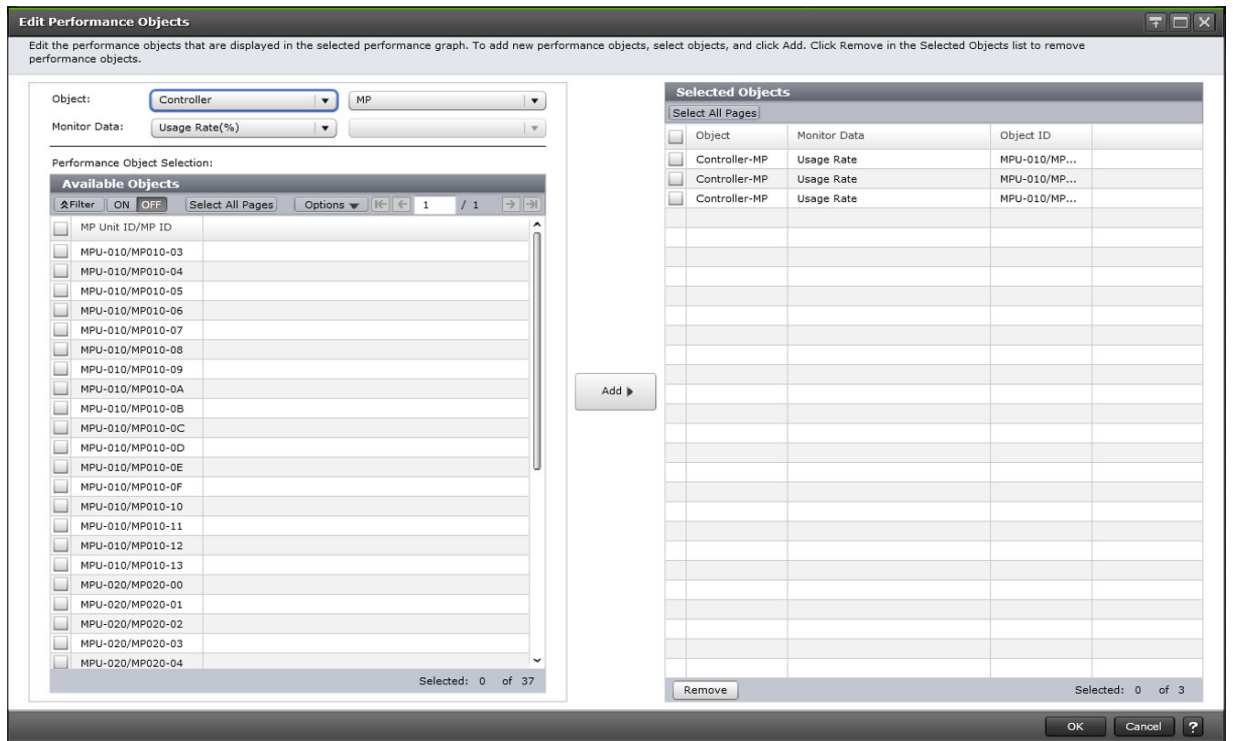 Edit Performance Objects
Edit the performance objects that are displayed in the selected performance graph. To add new performance objects, select objects, and click Add. Click Remove in the Selected Objects list to remove
performance objects.
Object: Controller MP
Monitor Data: Usage Rate(%)
Performance Object Selection:
Available Objects
Filter ON OFF Select All Pages Options 1 / 1
MP Unit ID/MP ID
MPU-010/MP010-03
MPU-010/MP010-04
MPU-010/MP010-05
MPU-010/MP010-06
MPU-010/MP010-07
MPU-010/MP010-08
MPU-010/MP010-09
MPU-010/MP010-0A
MPU-010/MP010-0B
MPU-010/MP010-0C
MPU-010/MP010-0D
MPU-010/MP010-0E
MPU-010/MP010-0F
MPU-010/MP010-10
MPU-010/MP010-11
MPU-010/MP010-12
MPU-010/MP010-13
MPU-020/MP020-00
MPU-020/MP020-01
MPU-020/MP020-02
MPU-020/MP020-03
MPU-020/MP020-04
Selected: 0 of 37
Add
Selected Objects
Select All Pages
Object Monitor Data Object ID
Controller-MP Usage Rate MPU-010/MP...
Controller-MP Usage Rate MPU-010/MP...
Controller-MP Usage Rate MPU-010/MP...
Remove Selected: 0 of 3
OK Cancel ?